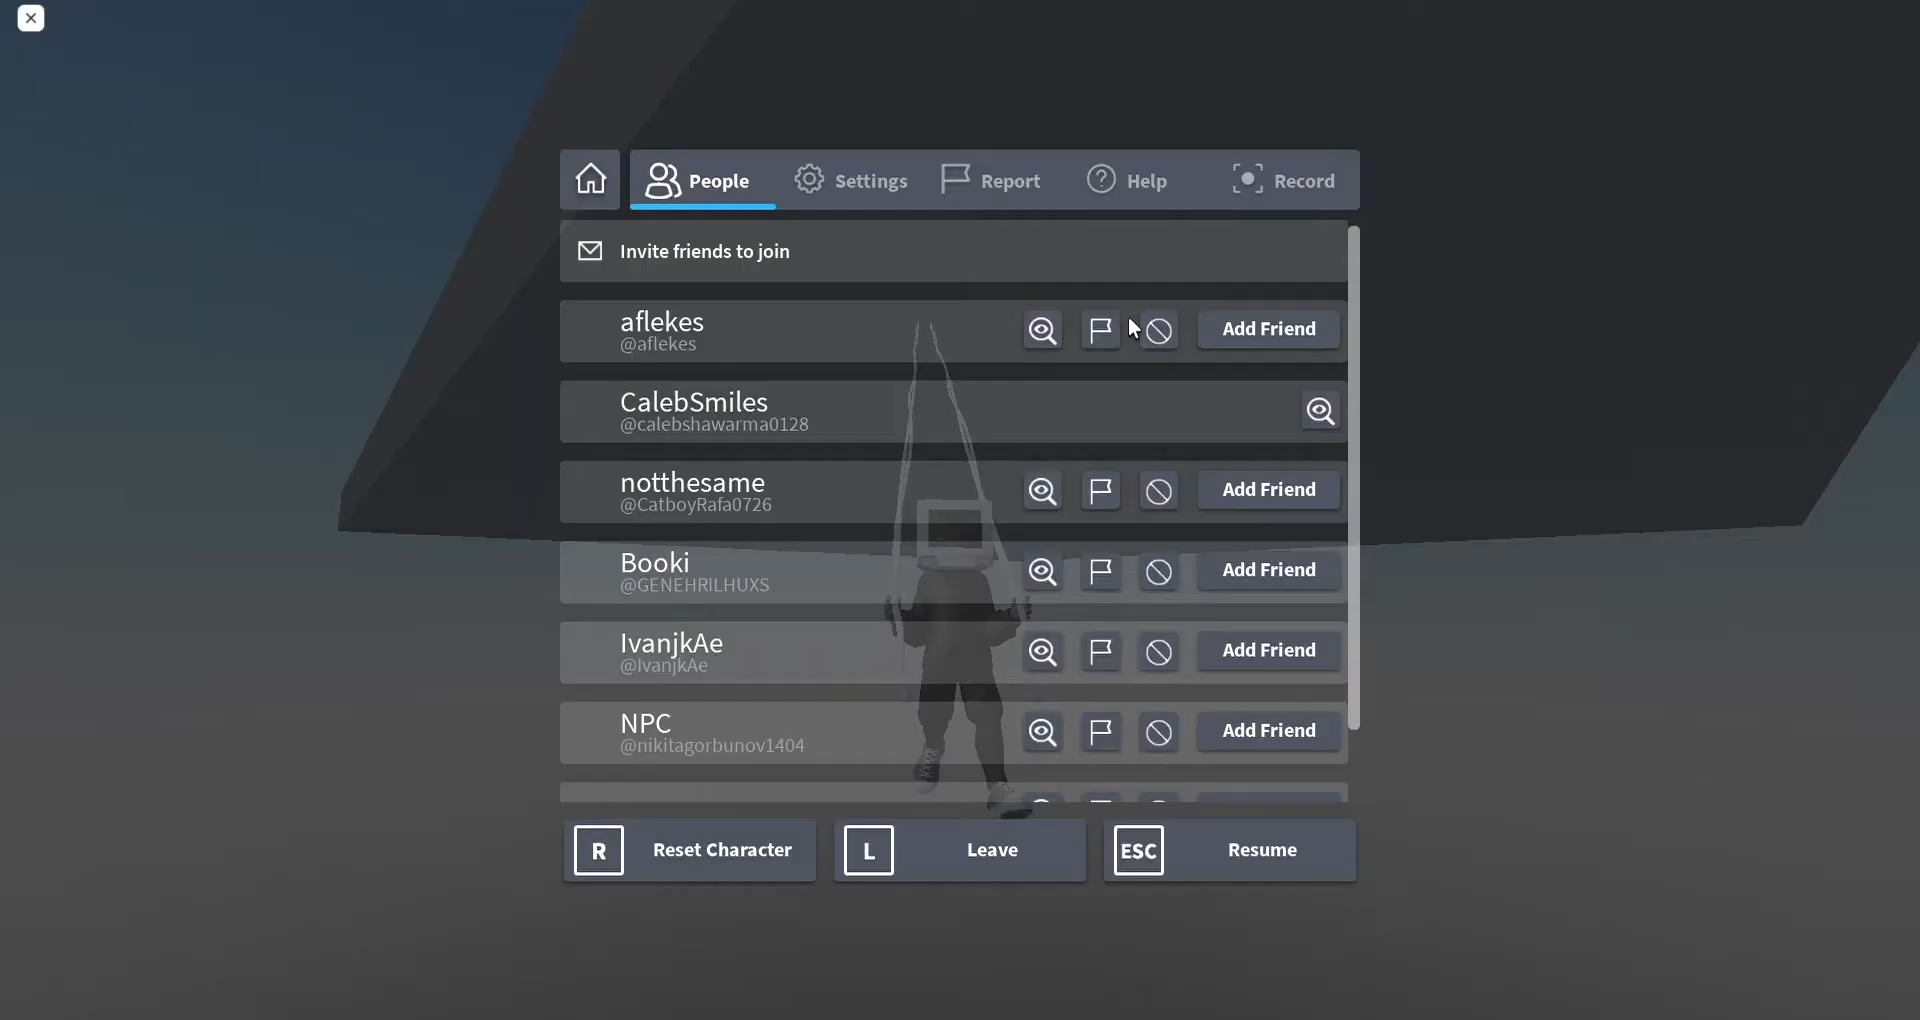 People
Settings
Report
Help
Record
Invite friends to join
aflekes
@aflekes
Add Friend
CalebSmiles
@calebshawarma0128
notthesame
@CatboyRafa0726
Add Friend
Booki
@GENEHRILHUXS
Add Friend
IvanjkAe
@IvanjkAe
Add Friend
NPC
@nikitagorbunov1404
Add Friend
R
Reset Character
L
Leave
ESC
Resume